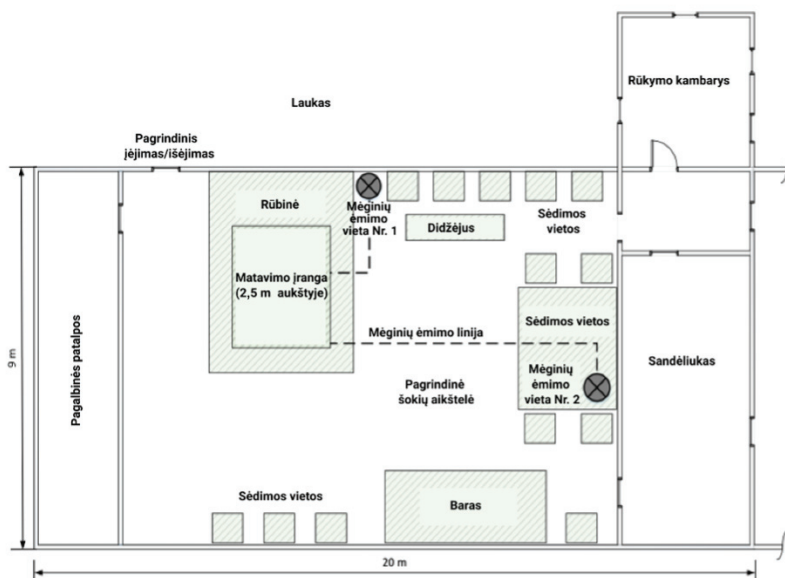 Rūkymo kambarys
Laukas
Pagrindinis
įėjimas/išėjimas
Rūbinė
Mėginių
ėmimo
vieta Nr. 1
Didžėjus
Sėdimos
vietos
Matavimo įranga
(2,5 m aukštyje)
Mėginių ėmimo linija
Sėdimos vietos
Mėginių
ėmimo
vieta Nr. 2
Sandėliukas
Pagalbinės patalpos
9 m
Pagrindinė
šokių aikštelė
Sėdimos vietos
Baras
20 m